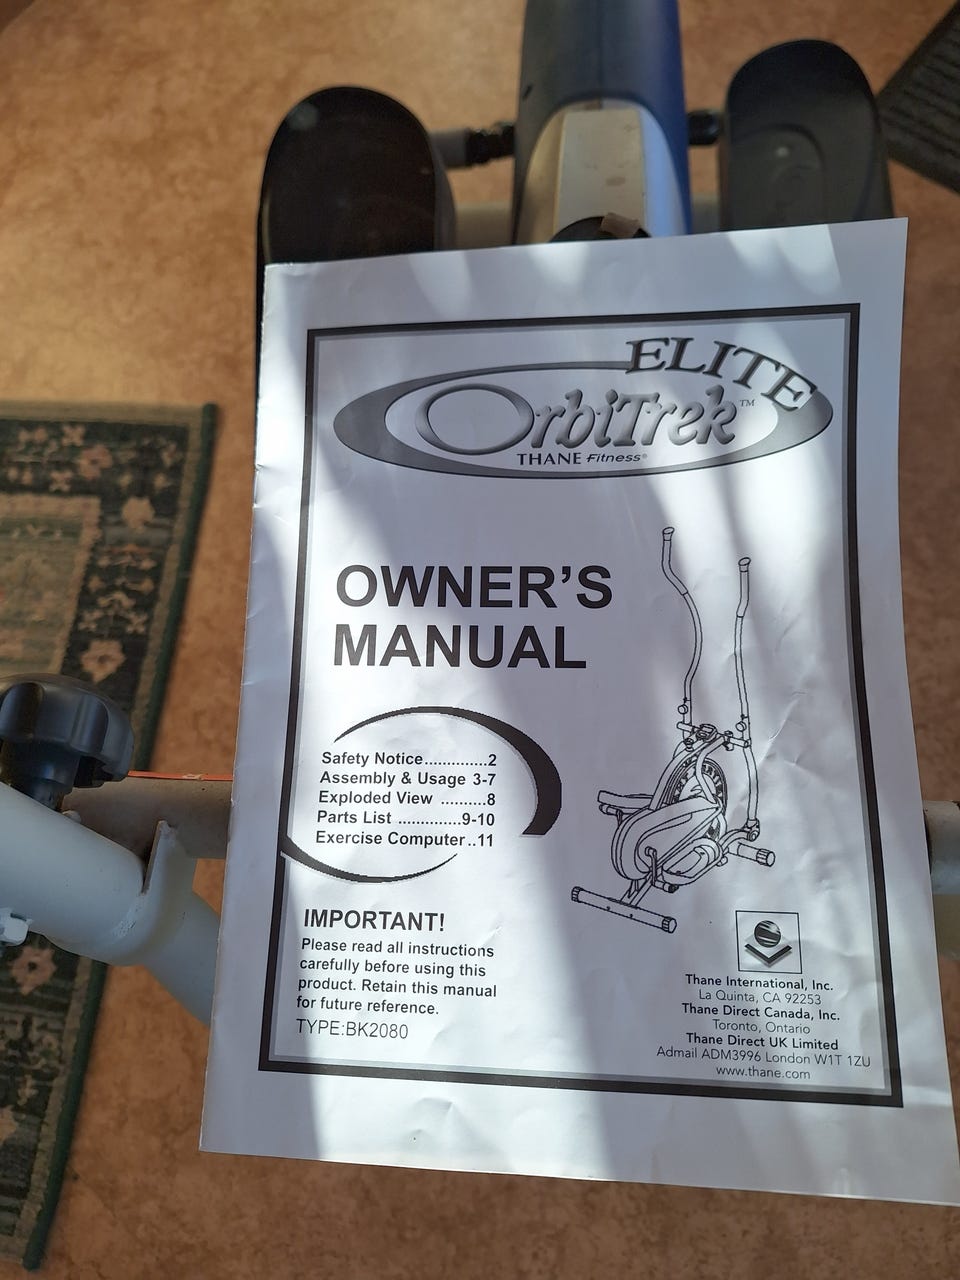 ELITE
OrbiTrek™
THANE Fitness®
OWNER'S
MANUAL
Safety Notice..............2
Assembly & Usage 3-7
Exploded View ..........8
Parts List ..............9-10
Exercise Computer..11
IMPORTANT!
Please read all instructions
carefully before using this
product. Retain this manual
for future reference.
TYPE:BK2080
Thane International, Inc.
La Quinta, CA 92253
Thane Direct Canada, Inc.
Toronto, Ontario
Thane Direct UK Limited
Admail ADM3996 London W1T 1ZU
www.thane.com